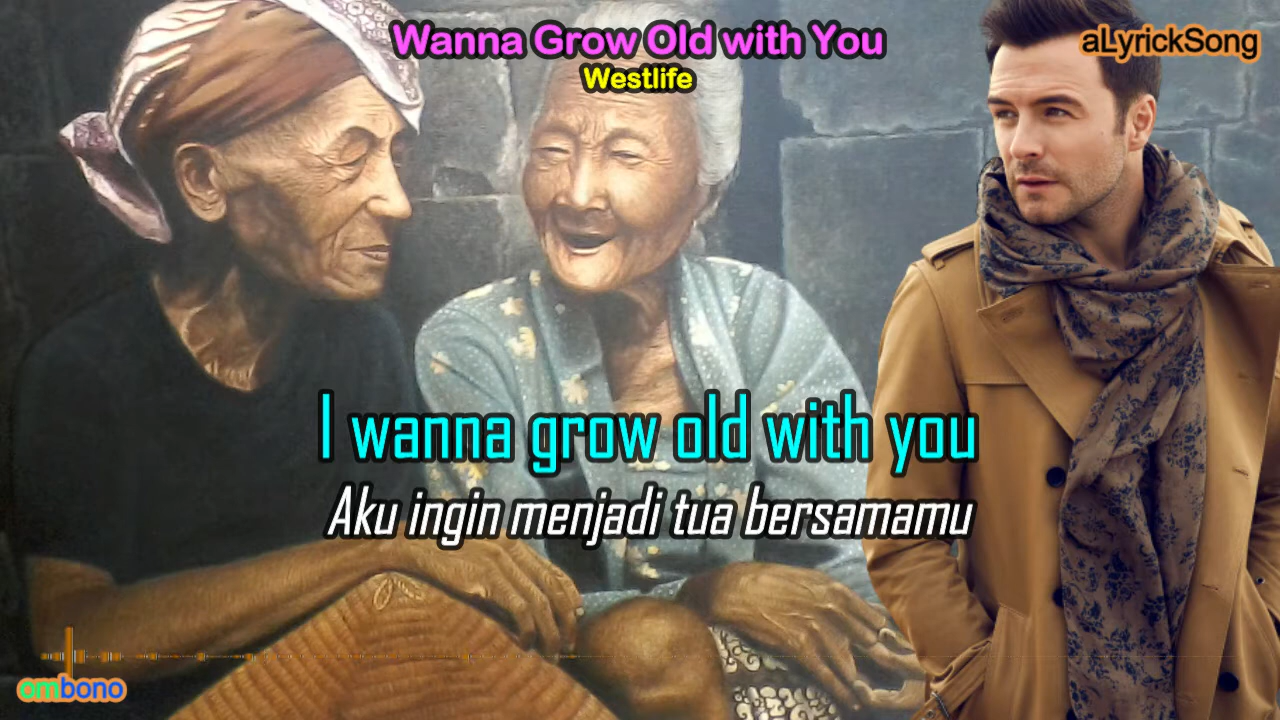 Wanna Grow Old with You
aLyrickSong
Westlife
I wanna grow old with you
Aku ingin menjadi tua bersamamu
ombono